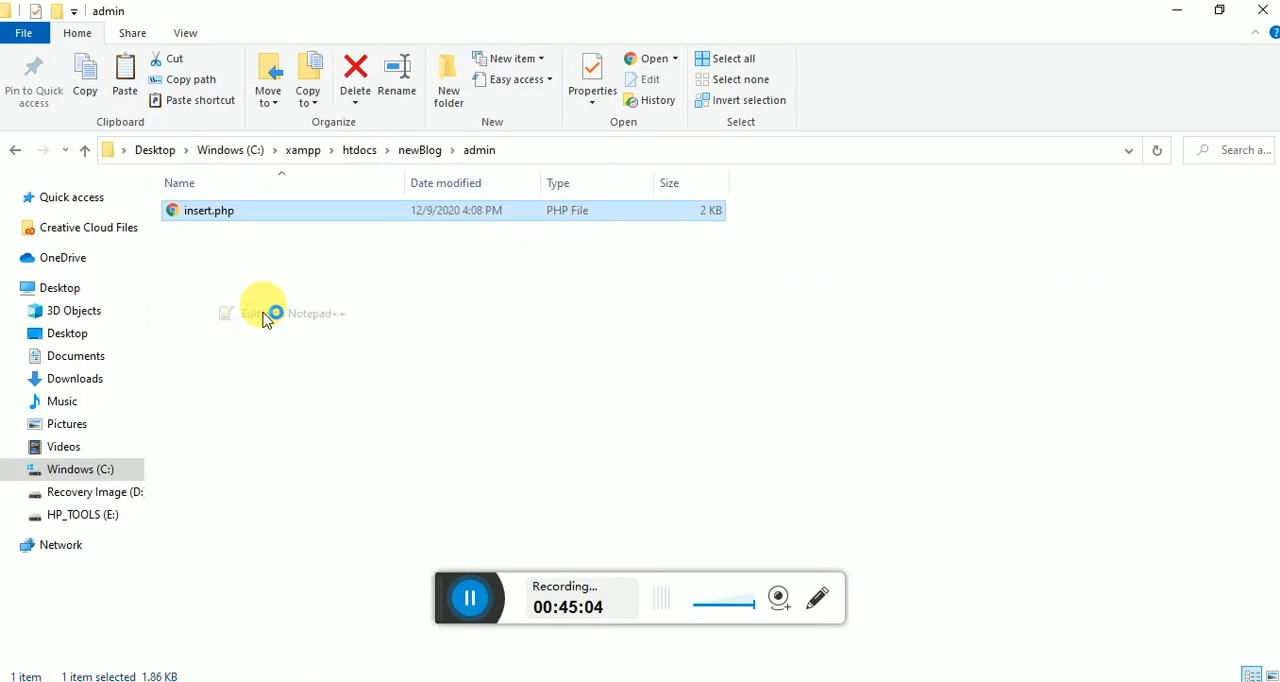 admin
File Home Share View
Pin to Quick access
Copy
Paste
Cut
Copy path
Paste shortcut
Clipboard
Move to
Copy to
Delete
Rename
Organize
New folder
New item
Easy access
New
Properties
Open
Edit
History
Open
Select all
Select none
Invert selection
Select
Desktop › Windows (C:) › xampp › htdocs › newBlog › admin
Search a...
Name Date modified Type Size
insert.php 12/9/2020 4:08 PM PHP File 2 KB
Notepad++
Quick access
Creative Cloud Files
OneDrive
Desktop
3D Objects
Desktop
Documents
Downloads
Music
Pictures
Videos
Windows (C:)
Recovery Image (D:
HP_TOOLS (E:)
Network
Recording...
00:45:04
1 item 1 item selected 1.86 KB